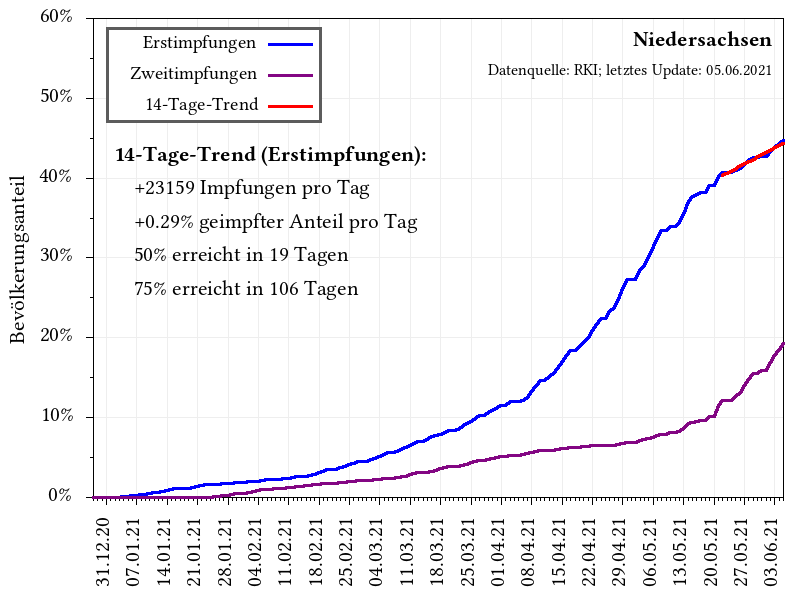 60%
50%
40%
30%
20%
10%
0%
Bevölkerungsanteil
Erstimpfungen
Zweitimpfungen
14-Tage-Trend
Niedersachsen
Datenquelle: RKI; letztes Update: 05.06.2021
14-Tage-Trend (Erstimpfungen):
+23159 Impfungen pro Tag
+0.29% geimpfter Anteil pro Tag
50% erreicht in 19 Tagen
75% erreicht in 106 Tagen
31.12.20
07.01.21
14.01.21
21.01.21
28.01.21
04.02.21
11.02.21
18.02.21
25.02.21
04.03.21
11.03.21
18.03.21
25.03.21
01.04.21
08.04.21
15.04.21
22.04.21
29.04.21
06.05.21
13.05.21
20.05.21
27.05.21
03.06.21